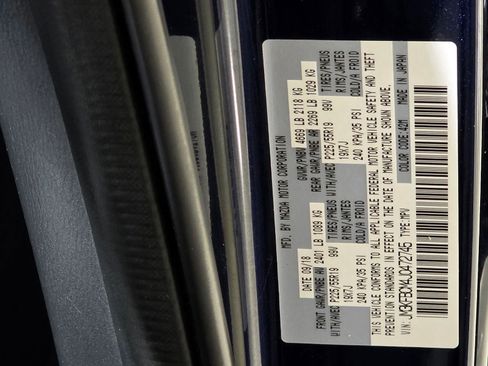 MFD. BY MAZDA MOTOR CORPORATION
DATE 09/18 GVWR/PNBV 4669 LB 2118 KG
FRONT GAWR/PNBE AV 2401 LB 1089 KG REAR GAWR/PNBE AR 2269 LB 1029 KG
WITH/AVEC P225/55R19 99V TIRES/PNEUS WITH/AVEC P225/55R19 99V TIRES/PNEUS
19X7J RIMS/JANTES 19X7J RIMS/JANTES
240 KPA/35 PSI COLD/A FROID 240 KPA/35 PSI COLD/A FROID
THIS VEHICLE CONFORMS TO ALL APPLICABLE FEDERAL MOTOR VEHICLE SAFETY AND THEFT
PREVENTION STANDARDS IN EFFECT ON THE DATE OF MANUFACTURE SHOWN ABOVE.
VIN: TYPE:MPV COLOR CODE: 42M MADE IN JAPAN